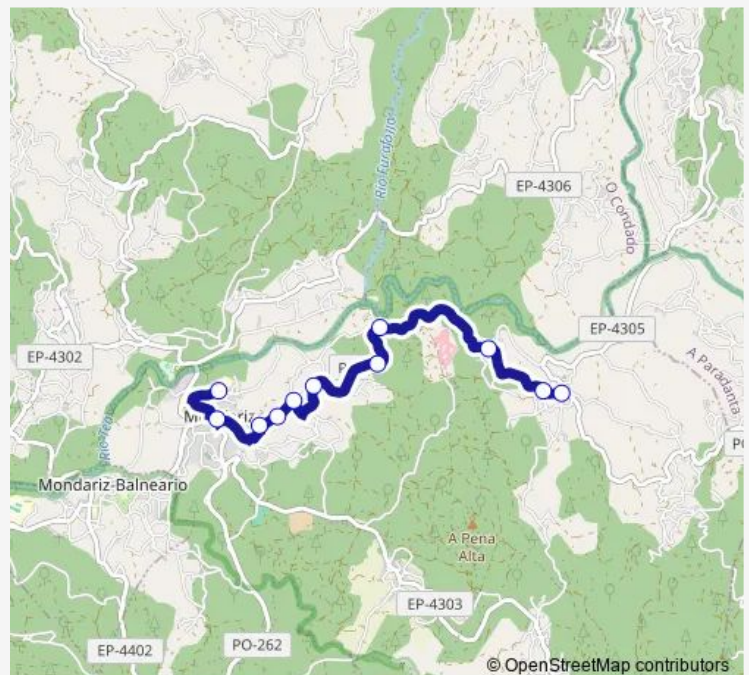 Río Eurafollo
EP-4306
O Condado
EP-4305
EP-4302
A Paradanta
Río Tea
Mondariz-Balneario
A Pena
Alta
EP-4303
EP-4402
PO-262
© OpenStreetMap contributors